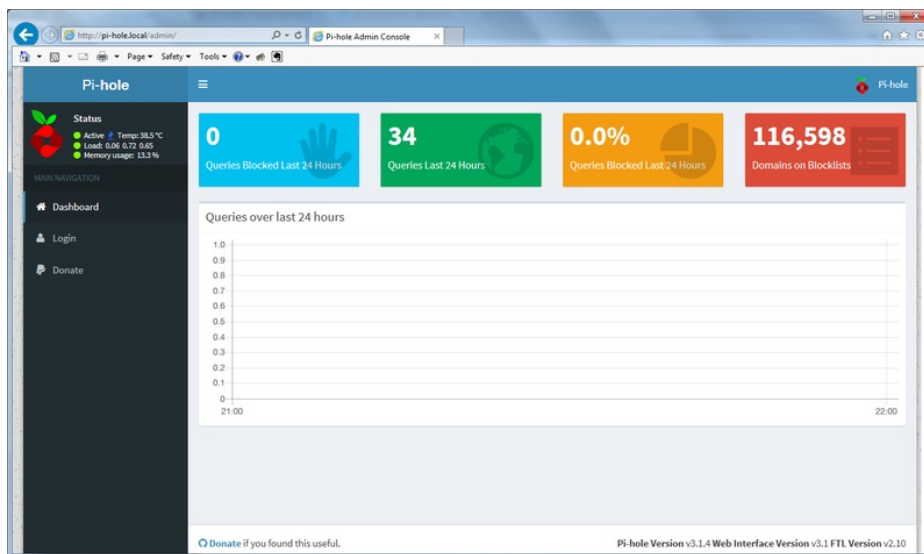 http://pi-hole.local/admin/
Pi-hole Admin Console
Page Safety Tools
Pi-hole
Pi-hole
Status
Active Temp: 38.5 °C
Load: 0.06 0.72 0.65
Memory usage: 13.3 %
MAIN NAVIGATION
Dashboard
Login
Donate
0
Queries Blocked Last 24 Hours
34
Queries Last 24 Hours
0.0%
Queries Blocked Last 24 Hours
116,598
Domains on Blocklists
Queries over last 24 hours
1.0
0.9
0.8
0.7
0.6
0.5
0.4
0.3
0.2
0.1
0
21:00 22:00
Donate if you found this useful.
Pi-hole Version v3.1.4 Web Interface Version v3.1 FTL Version v2.10